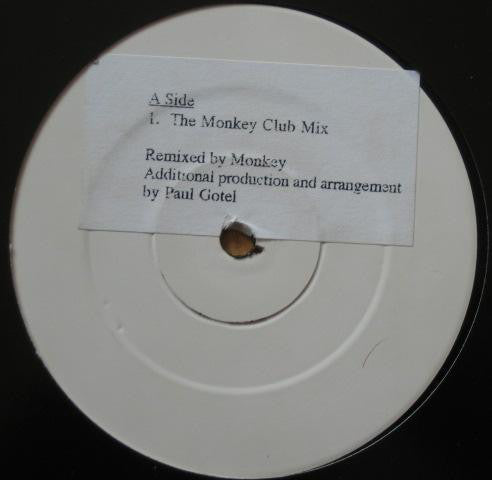 A Side
1. The Monkey Club Mix
Remixed by Monkey
Additional production and arrangement
by Paul Gotel